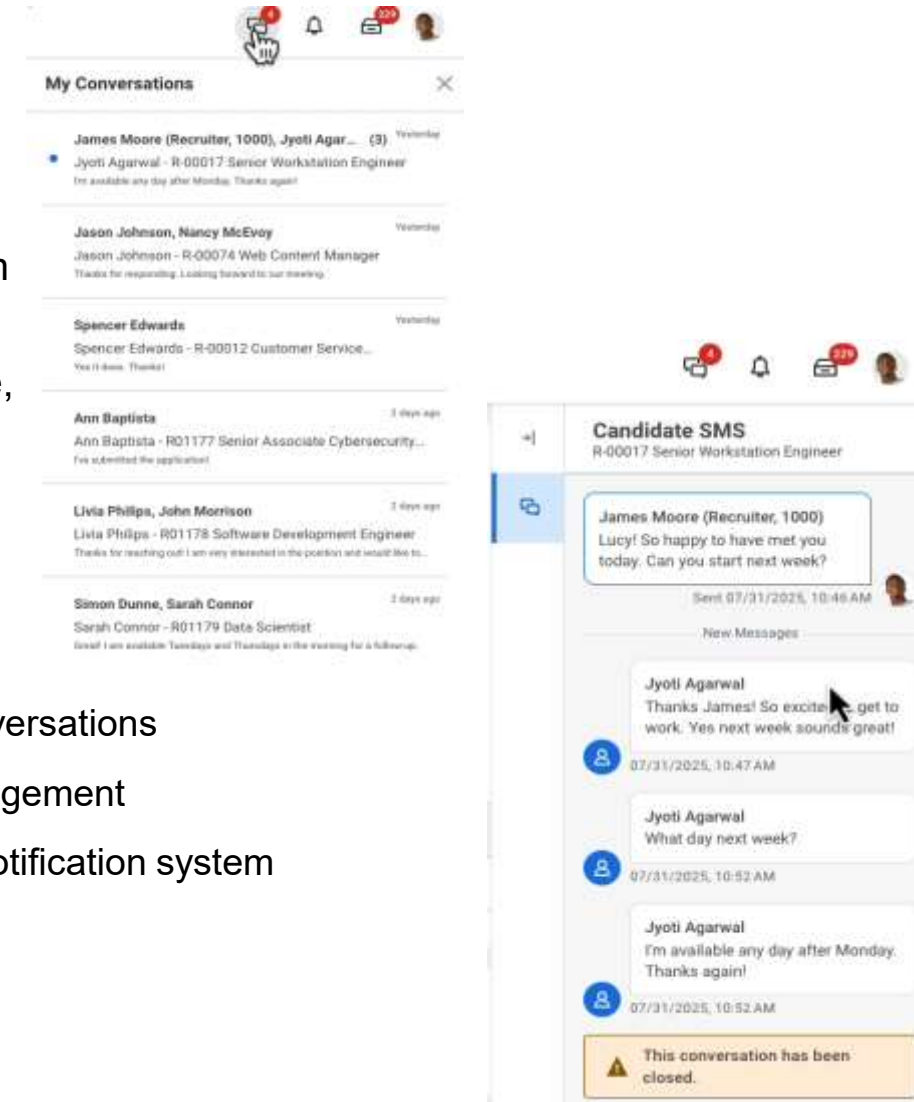 4
229
My Conversations
James Moore (Recruiter, 1000), Jyoti Agar... (3) Yesterday
Jyoti Agarwal - R-00017 Senior Workstation Engineer
I'm available any day after Monday. Thanks again!
Jason Johnson, Nancy McEvoy Yesterday
Jason Johnson - R-00074 Web Content Manager
Thanks for responding. Looking forward to our meeting.
Spencer Edwards Yesterday
Spencer Edwards - R-00012 Customer Service...
Thanks!
Ann Baptista 2 days ago
Ann Baptista - R01177 Senior Associate Cybersecurity...
I've submitted the application!
Livia Philips, John Morrison 2 days ago
Livia Philips - R01178 Software Development Engineer
Thanks for reaching out! I am very interested in the position and would like to...
Simon Dunne, Sarah Connor 2 days ago
Sarah Connor - R01179 Data Scientist
Great! I am available Tuesdays and Thursdays in the morning for a follow up.
n
e,
versations
gement
otification system
4
229
Candidate SMS
R-00017 Senior Workstation Engineer
James Moore (Recruiter, 1000)
Lucy! So happy to have met you
today. Can you start next week?
Sent 07/31/2025, 10:46 AM
New Messages
Jyoti Agarwal
Thanks James! So excited get to
work. Yes next week sounds great!
07/31/2025, 10:47 AM
Jyoti Agarwal
What day next week?
07/31/2025, 10:52 AM
Jyoti Agarwal
I'm available any day after Monday.
Thanks again!
07/31/2025, 10:52 AM
This conversation has been
closed.